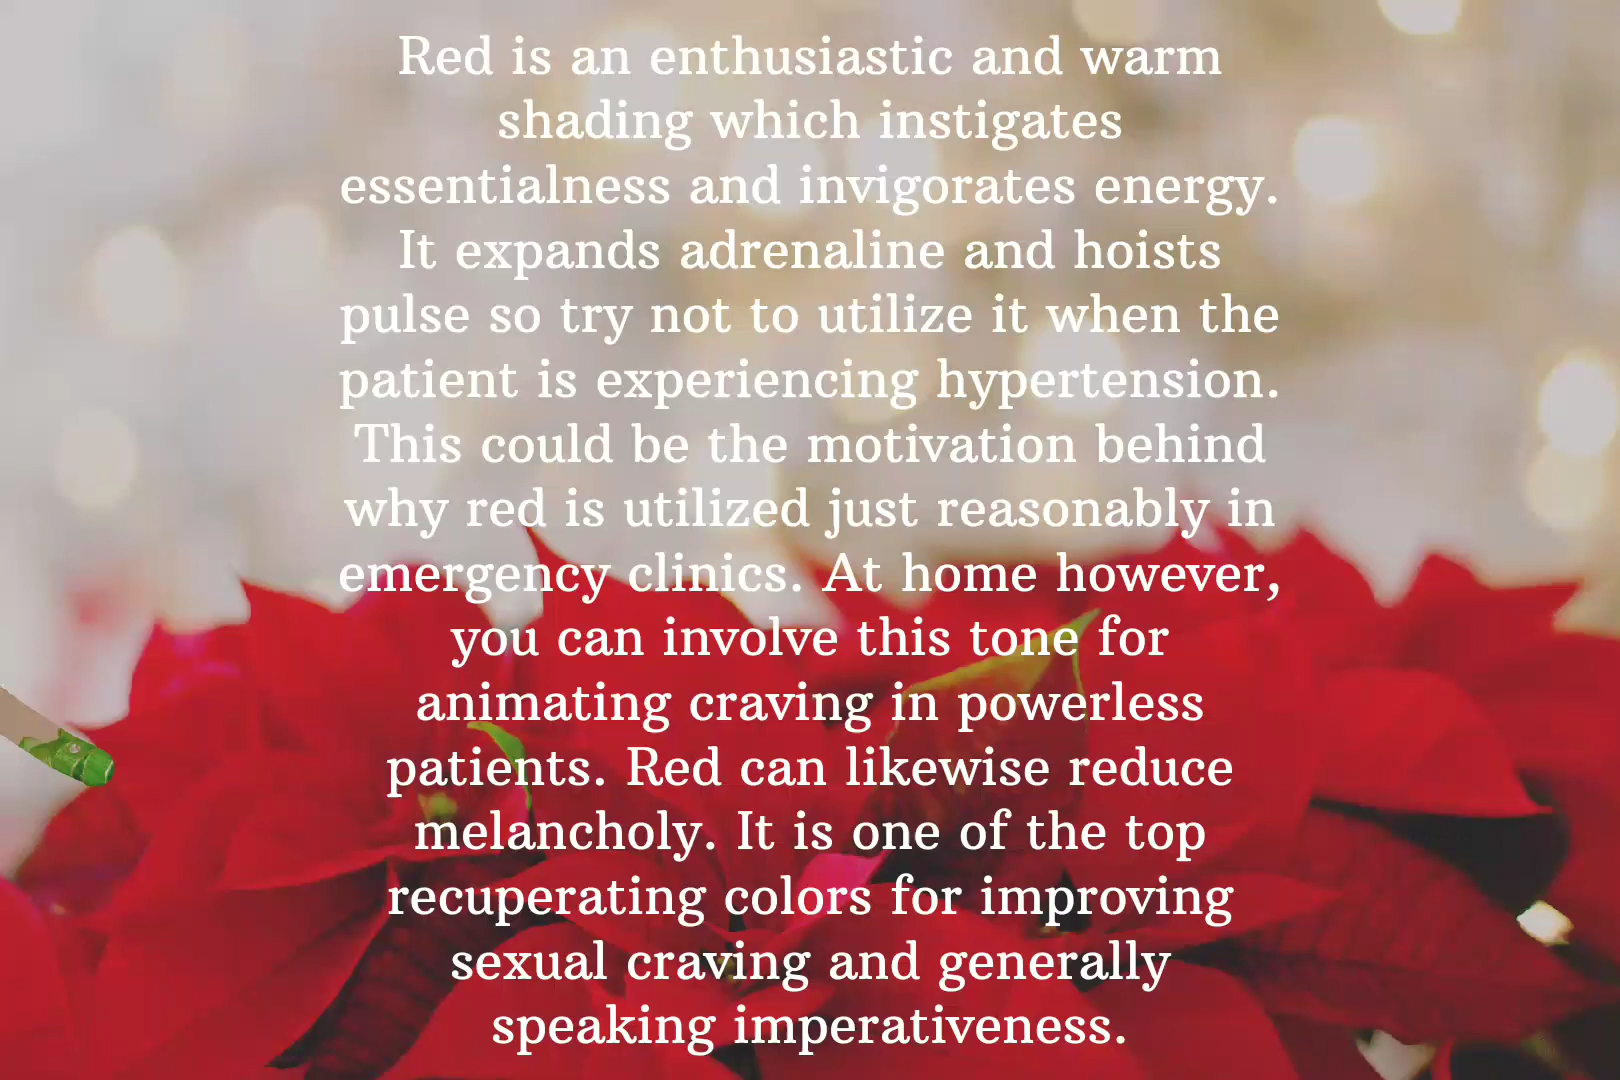 Red is an enthusiastic and warm
shading which instigates
essentialness and invigorates energy.
It expands adrenaline and hoists
pulse so try not to utilize it when the
patient is experiencing hypertension.
This could be the motivation behind
why red is utilized just reasonably in
emergency clinics. At home however,
you can involve this tone for
animating craving in powerless
patients. Red can likewise reduce
melancholy. It is one of the top
recuperating colors for improving
sexual craving and generally
speaking imperativeness.